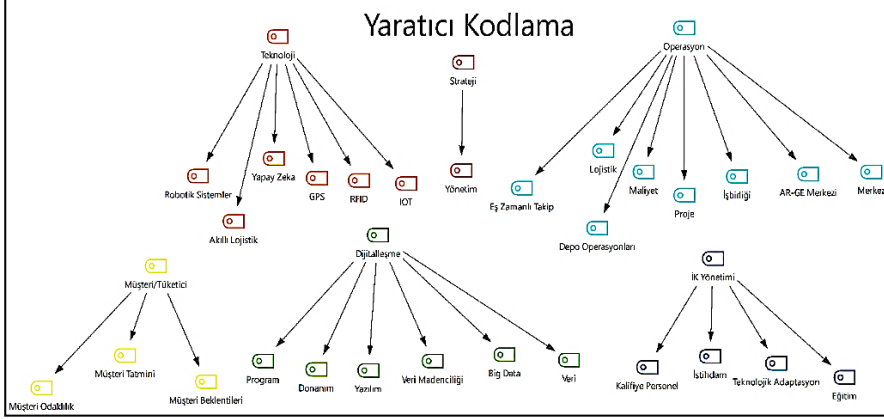 Yaratıcı Kodlama
Teknoloji
Robotik Sistemler
Akıllı Lojistik
Yapay Zeka
GPS
RFID
IOT
Strateji
Yönetim
Operasyon
Eş Zamanlı Takip
Lojistik
Depo Operasyonları
Maliyet
Proje
İşbirliği
AR-GE Merkezi
Merkez
Müşteri/Tüketici
Müşteri Odaklılık
Müşteri Tatmini
Müşteri Beklentileri
Dijitalleşme
Program
Donanım
Yazılım
Veri Madenciliği
Big Data
Veri
İK Yönetimi
Kalifiye Personel
İstihdam
Teknolojik Adaptasyon
Eğitim